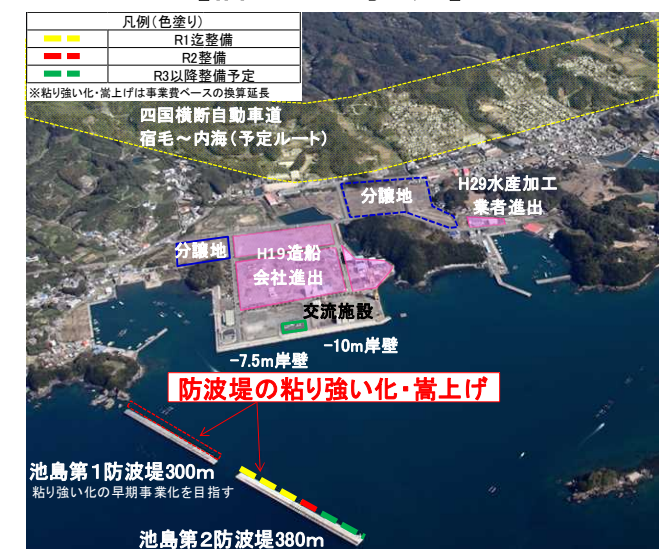 凡例(色塗り)
R1迄整備
R2整備
R3以降整備予定
※粘り強い化・嵩上げは事業費ベースの換算延長
四国横断自動車道
宿毛～内海(予定ルート)
分譲地
H29水産加工
業者進出
分譲地
H19造船
会社進出
交流施設
-10m岸壁
-7.5m岸壁
防波堤の粘り強い化・嵩上げ
池島第1防波堤300m
粘り強い化の早期事業化を目指す
池島第2防波堤380m